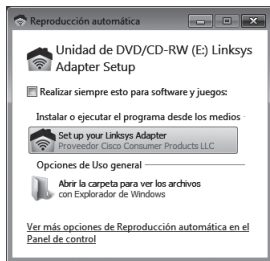 Reproducción automática
Unidad de DVD/CD-RW (E:) Linksys
Adapter Setup
Realizar siempre esto para software y juegos:
Instalar o ejecutar el programa desde los medios
Set up your Linksys Adapter
Proveedor Cisco Consumer Products LLC
Opciones de Uso general
Abrir la carpeta para ver los archivos
con Explorador de Windows
Ver más opciones de Reproducción automática en el
Panel de control